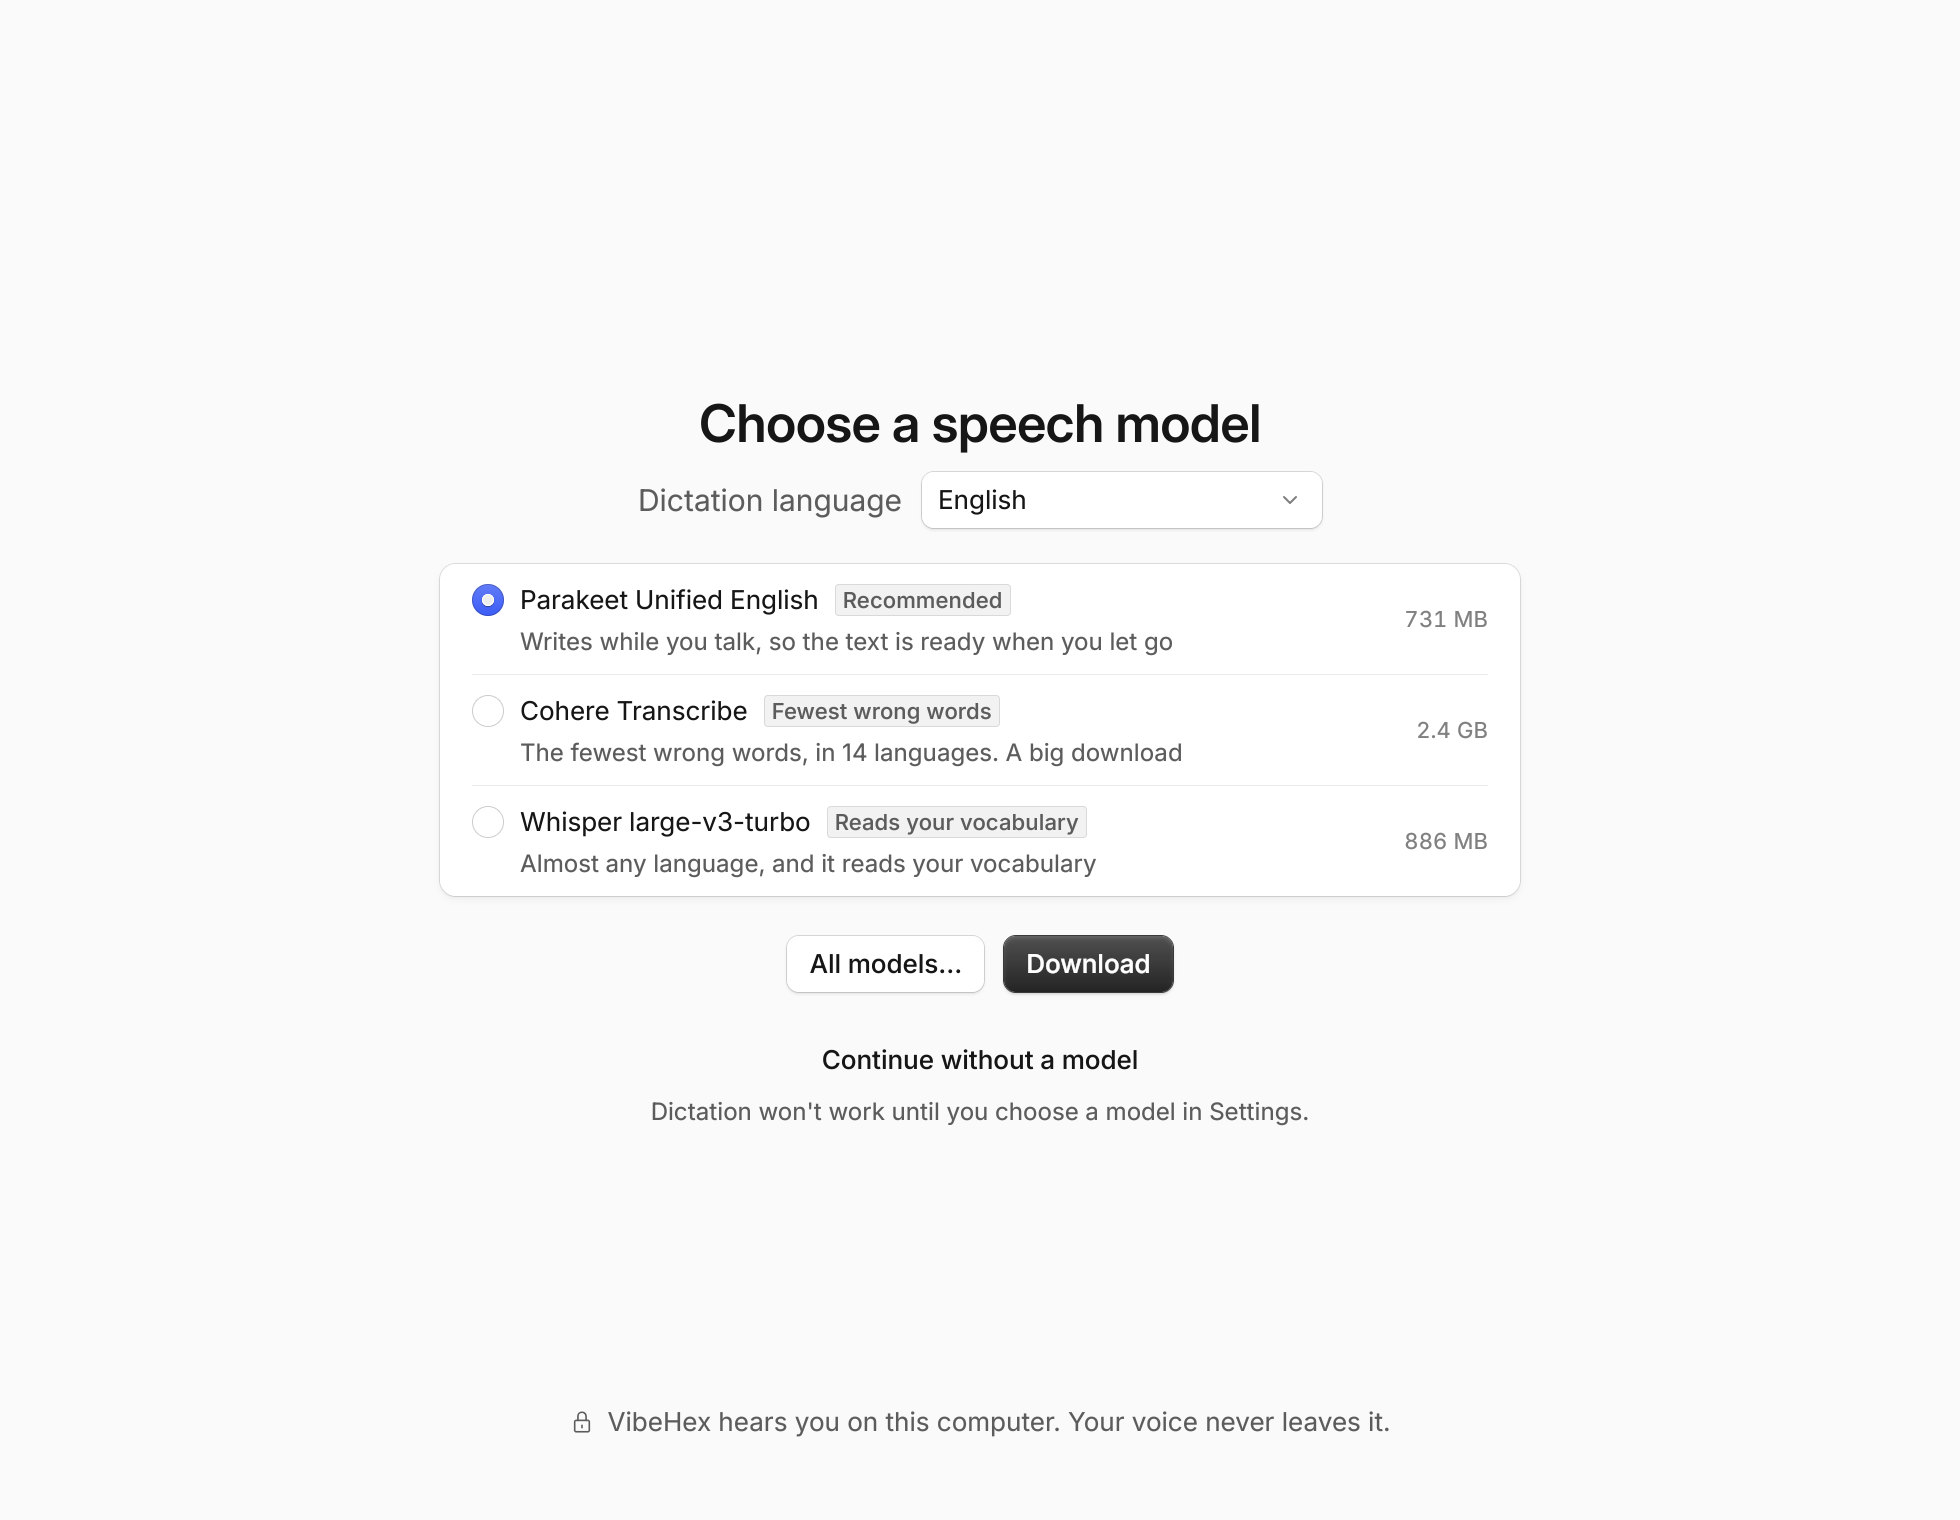 Choose a speech model
Dictation language English
Parakeet Unified English Recommended
731 MB
Writes while you talk, so the text is ready when you let go
Cohere Transcribe Fewest wrong words
2.4 GB
The fewest wrong words, in 14 languages. A big download
Whisper large-v3-turbo Reads your vocabulary
886 MB
Almost any language, and it reads your vocabulary
All models... Download
Continue without a model
Dictation won't work until you choose a model in Settings.
VibeHex hears you on this computer. Your voice never leaves it.